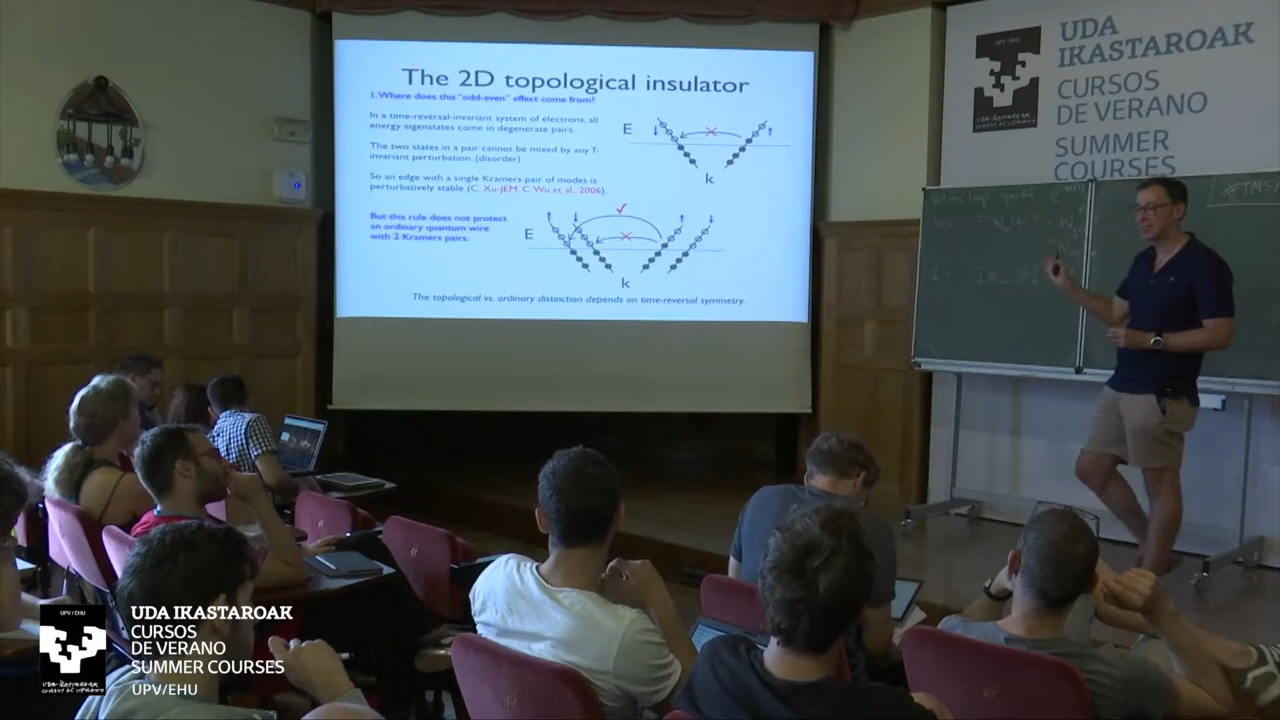 The 2D topological insulator
1. Where does this "odd-even" effect come from?
In a time-reversal-invariant system of electrons, all
energy eigenstates come in degenerate pairs.
The two states in a pair cannot be mixed by any T-
invariant perturbation. (disorder)
So an edge with a single Kramers pair of modes is
perturbatively stable (C. Xu-JEM, C. Wu et al., 2006).
E
k
But this rule does not protect
an ordinary quantum wire
with 2 Kramers pairs:
E
k
The topological vs. ordinary distinction depends on time-reversal symmetry.
UPV/EHU
UDA
IKASTAROAK
CURSOS
DE VERANO
SUMMER
COURSES
UPV / EHU
UDA IKASTAROAK
CURSOS
DE VERANO
SUMMER COURSES
UPV/EHU